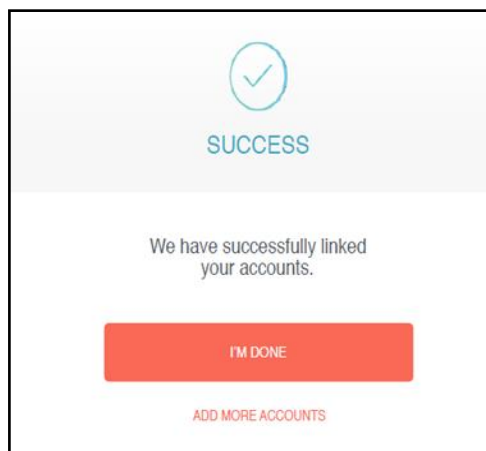 SUCCESS
We have successfully linked
your accounts.
I'M DONE
ADD MORE ACCOUNTS